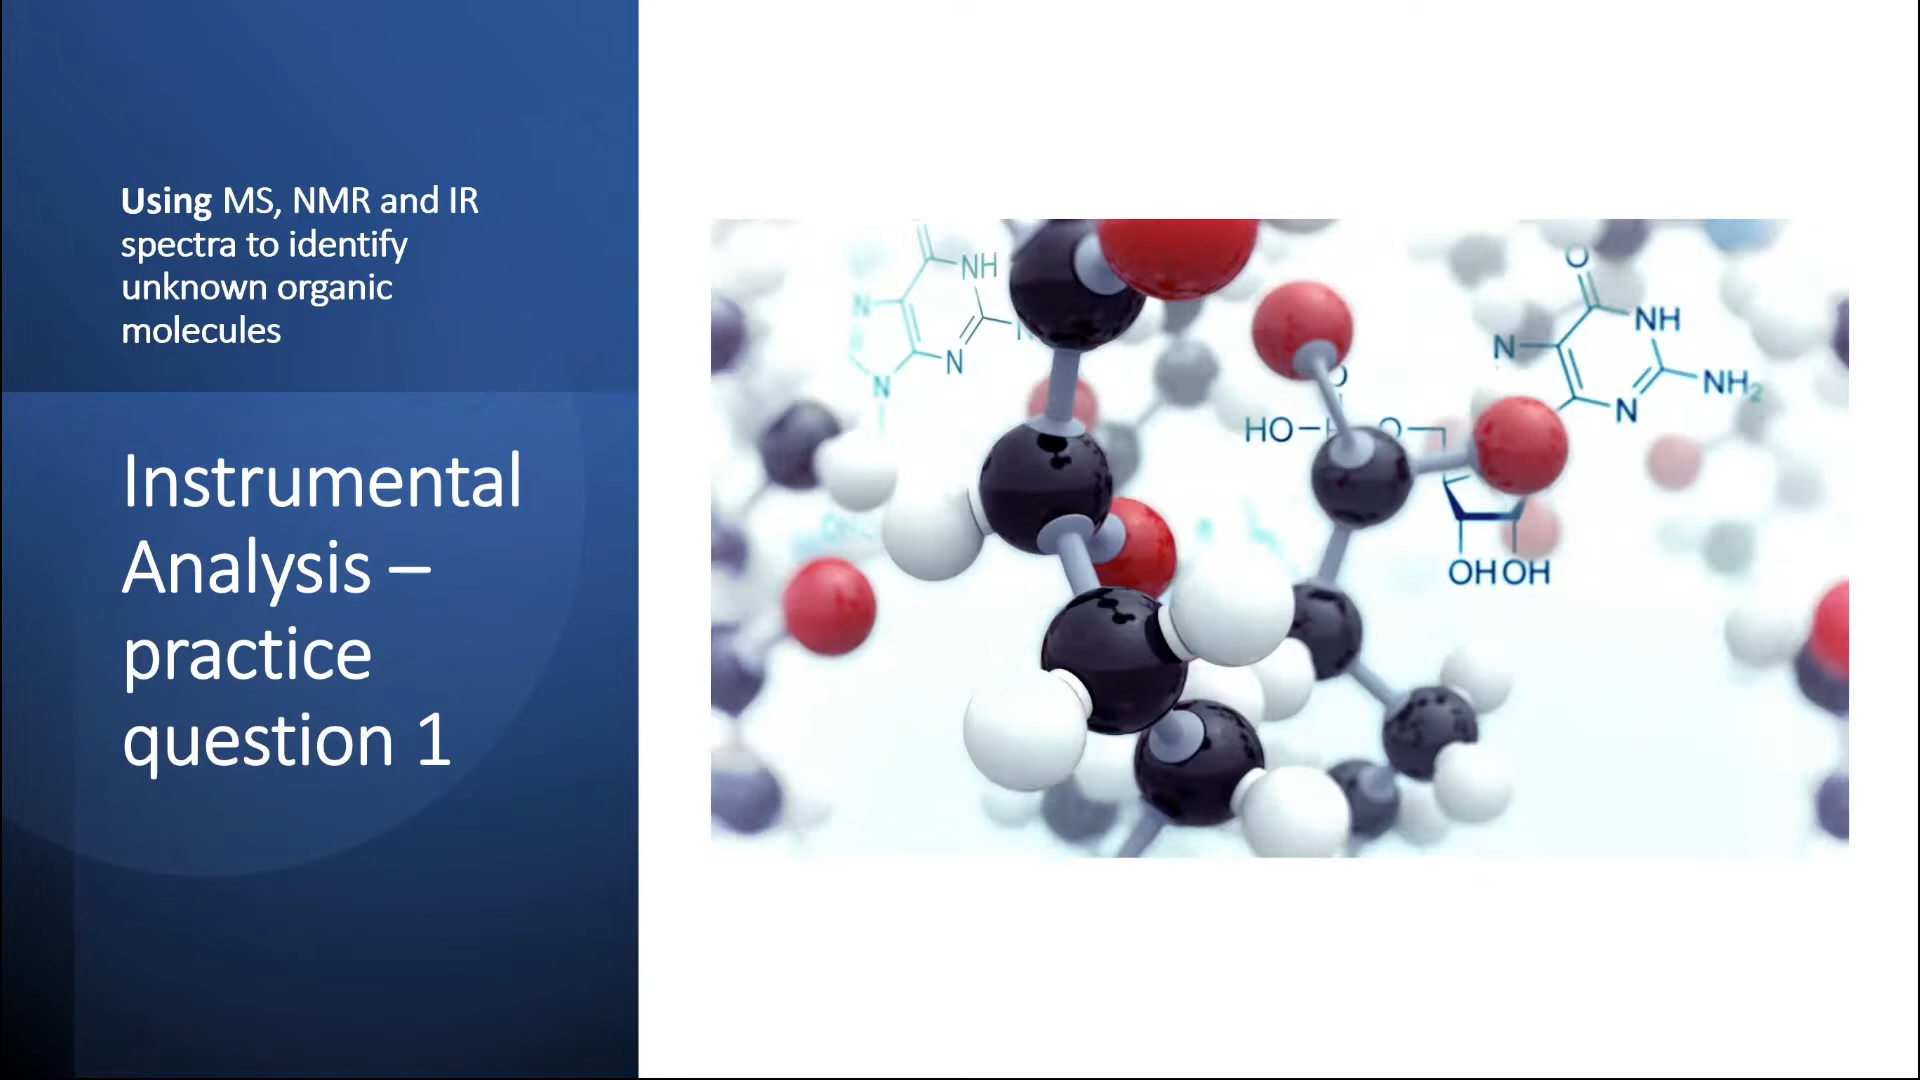 Using MS, NMR and IR
spectra to identify
unknown organic
molecules
Instrumental
Analysis –
practice
question 1
NH
N
N
N
O
NH
N
N
NH₂
HO
O
OH OH